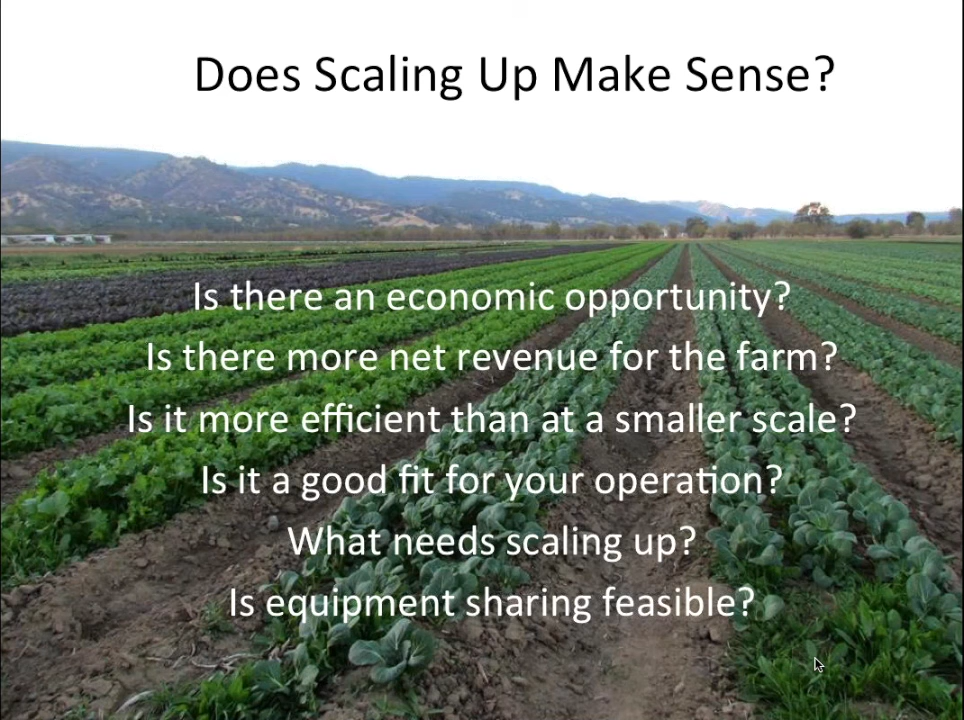 Does Scaling Up Make Sense?
Is there an economic opportunity?
Is there more net revenue for the farm?
Is it more efficient than at a smaller scale?
Is it a good fit for your operation?
What needs scaling up?
Is equipment sharing feasible?